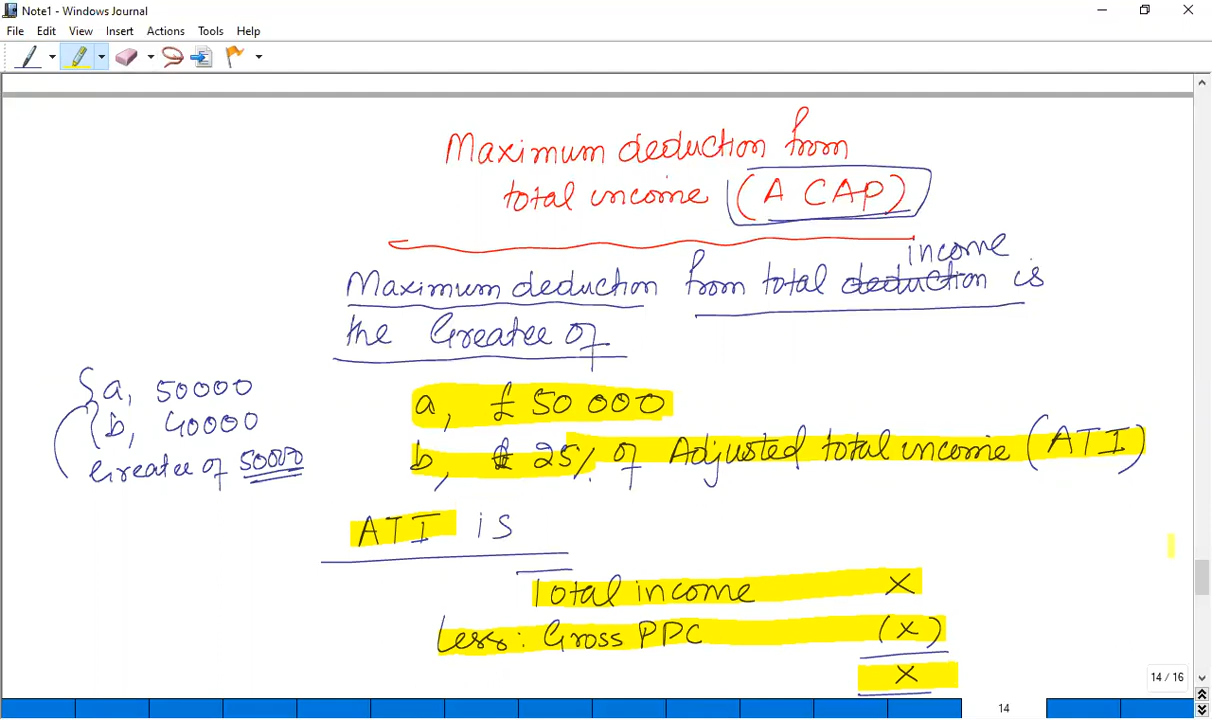 Note1 - Windows Journal
File Edit View Insert Actions Tools Help
Maximum deduction from
total income (A CAP)
income
Maximum deduction from total deduction is
the Greatee of
a, 50000
b, 40000
Greatee of 50000
a, £ 50 000
b, £ 25% of Adjusted total income (ATI)
ATI is
Total income X
Less: Gross PPC (X)
X
14 / 16
14